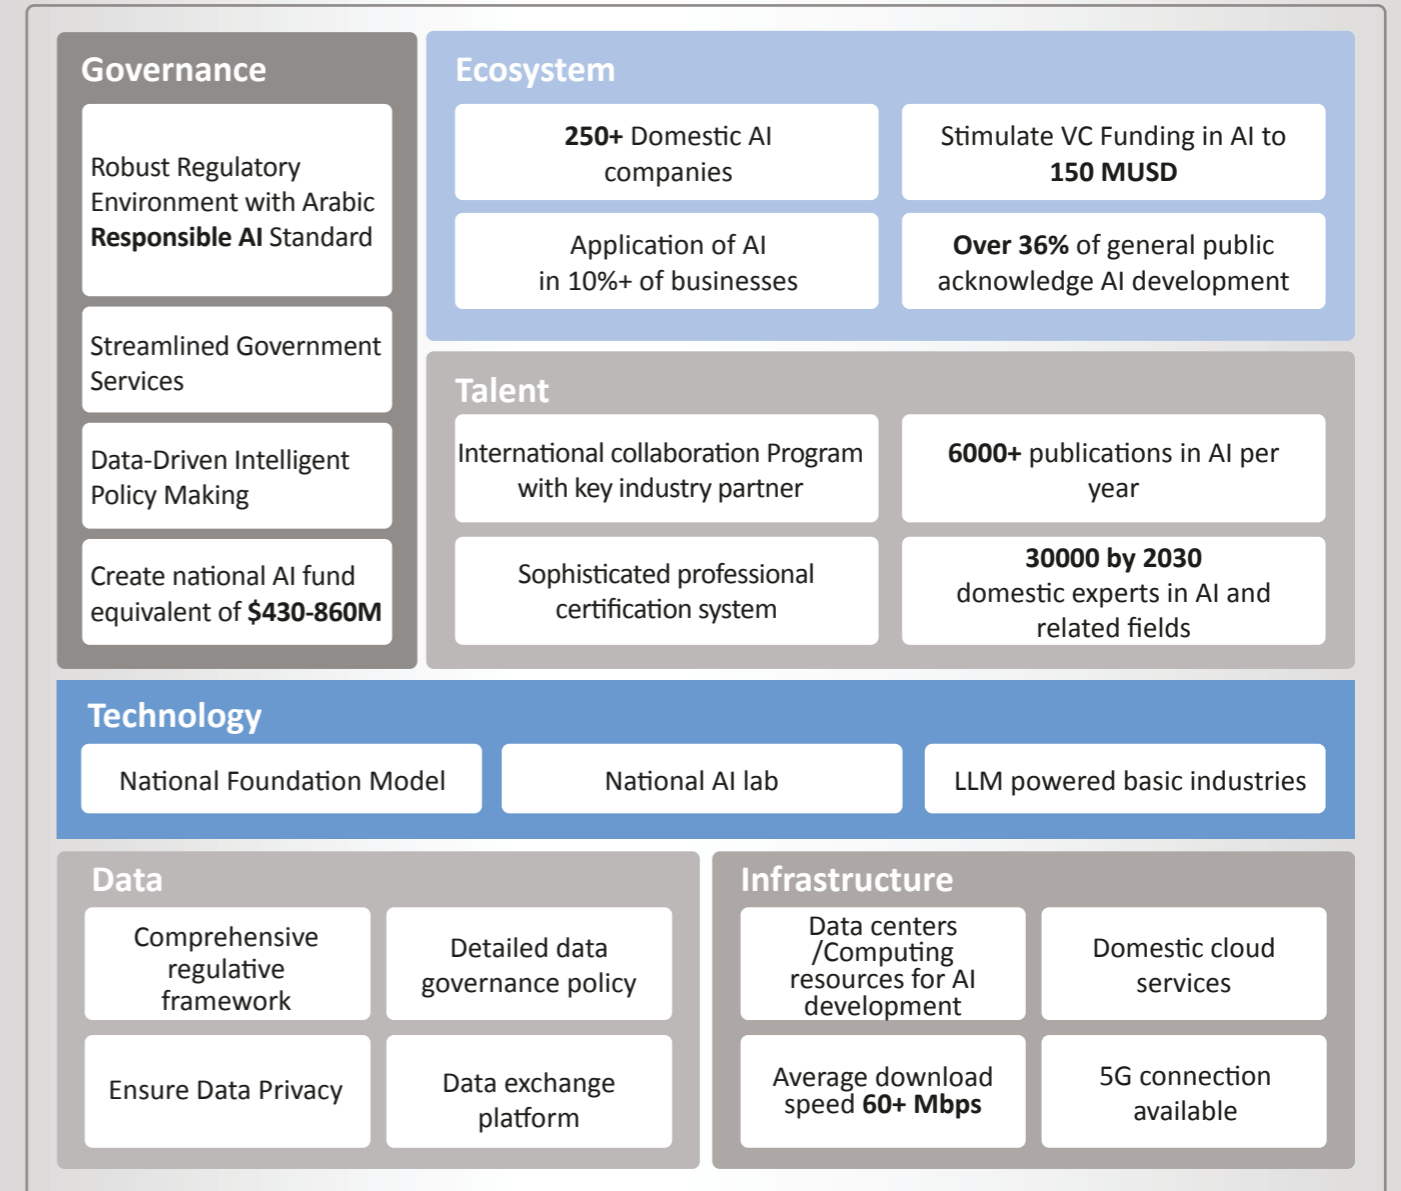 Governance
Robust Regulatory
Environment with Arabic
Responsible AI Standard
Streamlined Government
Services
Data-Driven Intelligent
Policy Making
Create national AI fund
equivalent of $430-860M
Ecosystem
250+ Domestic AI
companies
Stimulate VC Funding in AI to
150 MUSD
Application of AI
in 10%+ of businesses
Over 36% of general public
acknowledge AI development
Talent
International collaboration Program
with key industry partner
6000+ publications in AI per
year
Sophisticated professional
certification system
30000 by 2030
domestic experts in AI and
related fields
Technology
National Foundation Model
National AI lab
LLM powered basic industries
Data
Comprehensive
regulative
framework
Detailed data
governance policy
Ensure Data Privacy
Data exchange
platform
Infrastructure
Data centers
/Computing
resources for AI
development
Domestic cloud
services
Average download
speed 60+ Mbps
5G connection
available